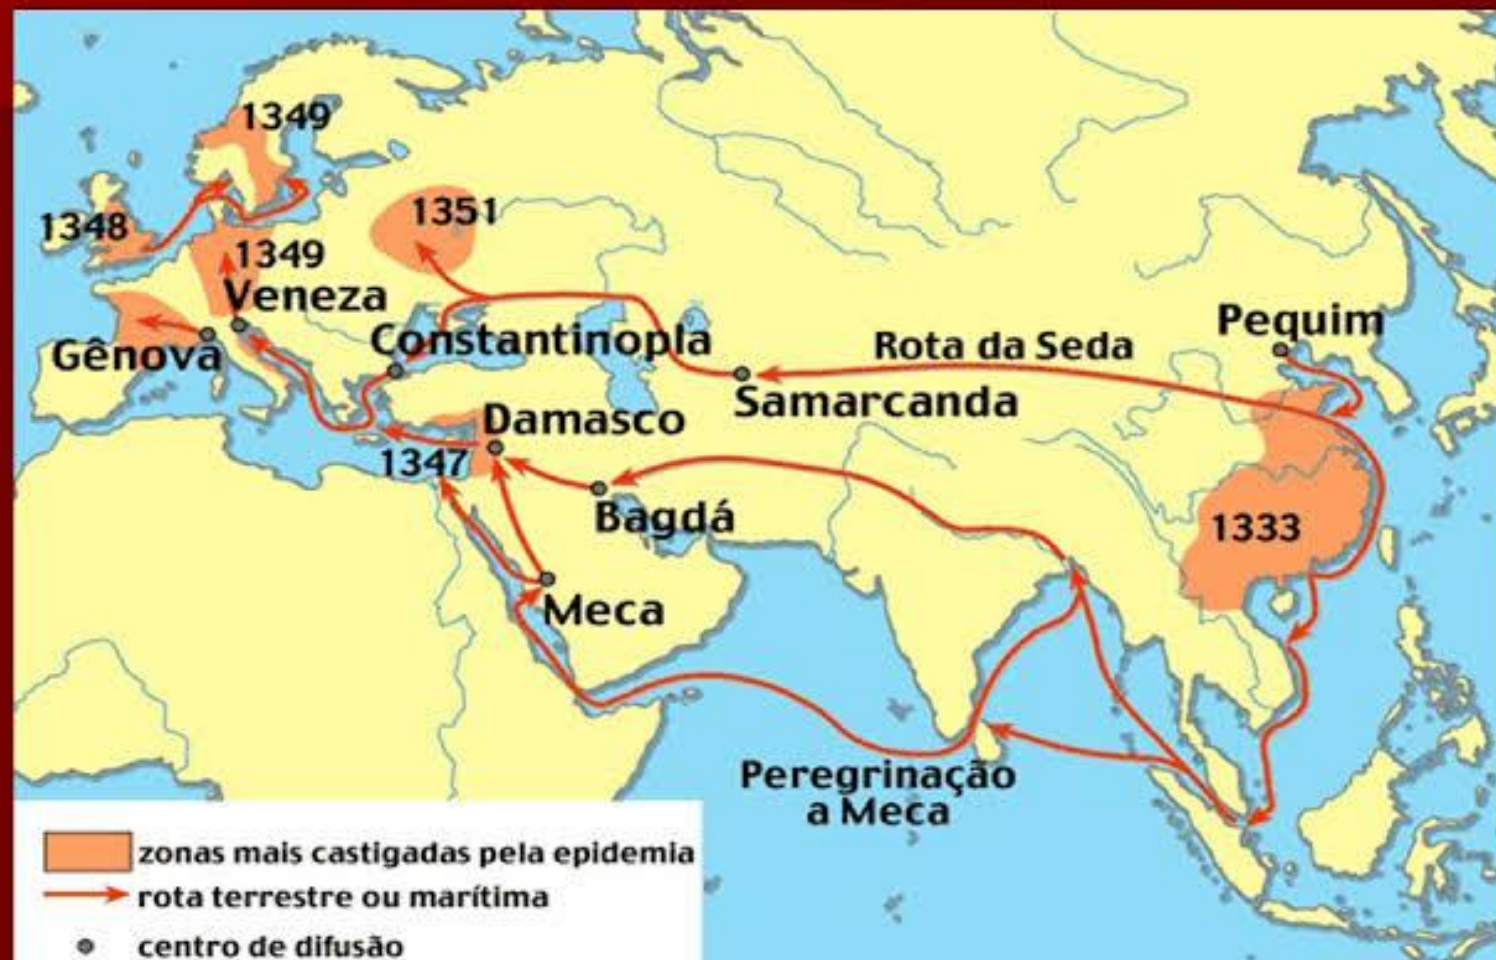 1349
1348
1351
1349
Veneza
Gênova
Constantinopla
Rota da Seda
Pequim
Samarcanda
Damasco
1347
Bagdá
1333
Meca
Peregrinação
a Meca
zonas mais castigadas pela epidemia
rota terrestre ou marítima
centro de difusão